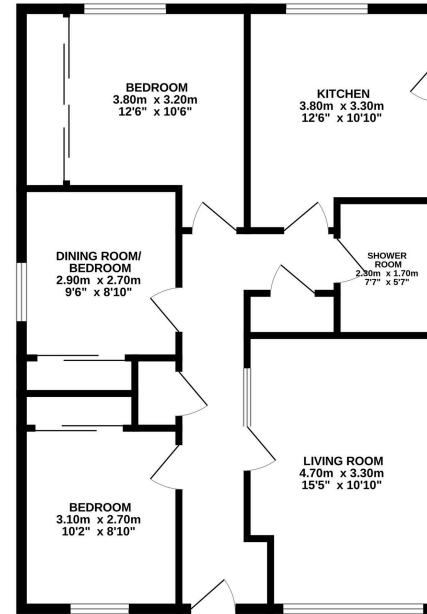 BEDROOM
3.80m x 3.20m
12'6" x 10'6"
KITCHEN
3.80m x 3.30m
12'6" x 10'10"
DINING ROOM/
BEDROOM
2.90m x 2.70m
9'6" x 8'10"
SHOWER
ROOM
2.30m x 1.70m
7'7" x 5'7"
LIVING ROOM
4.70m x 3.30m
15'5" x 10'10"
BEDROOM
3.10m x 2.70m
10'2" x 8'10"